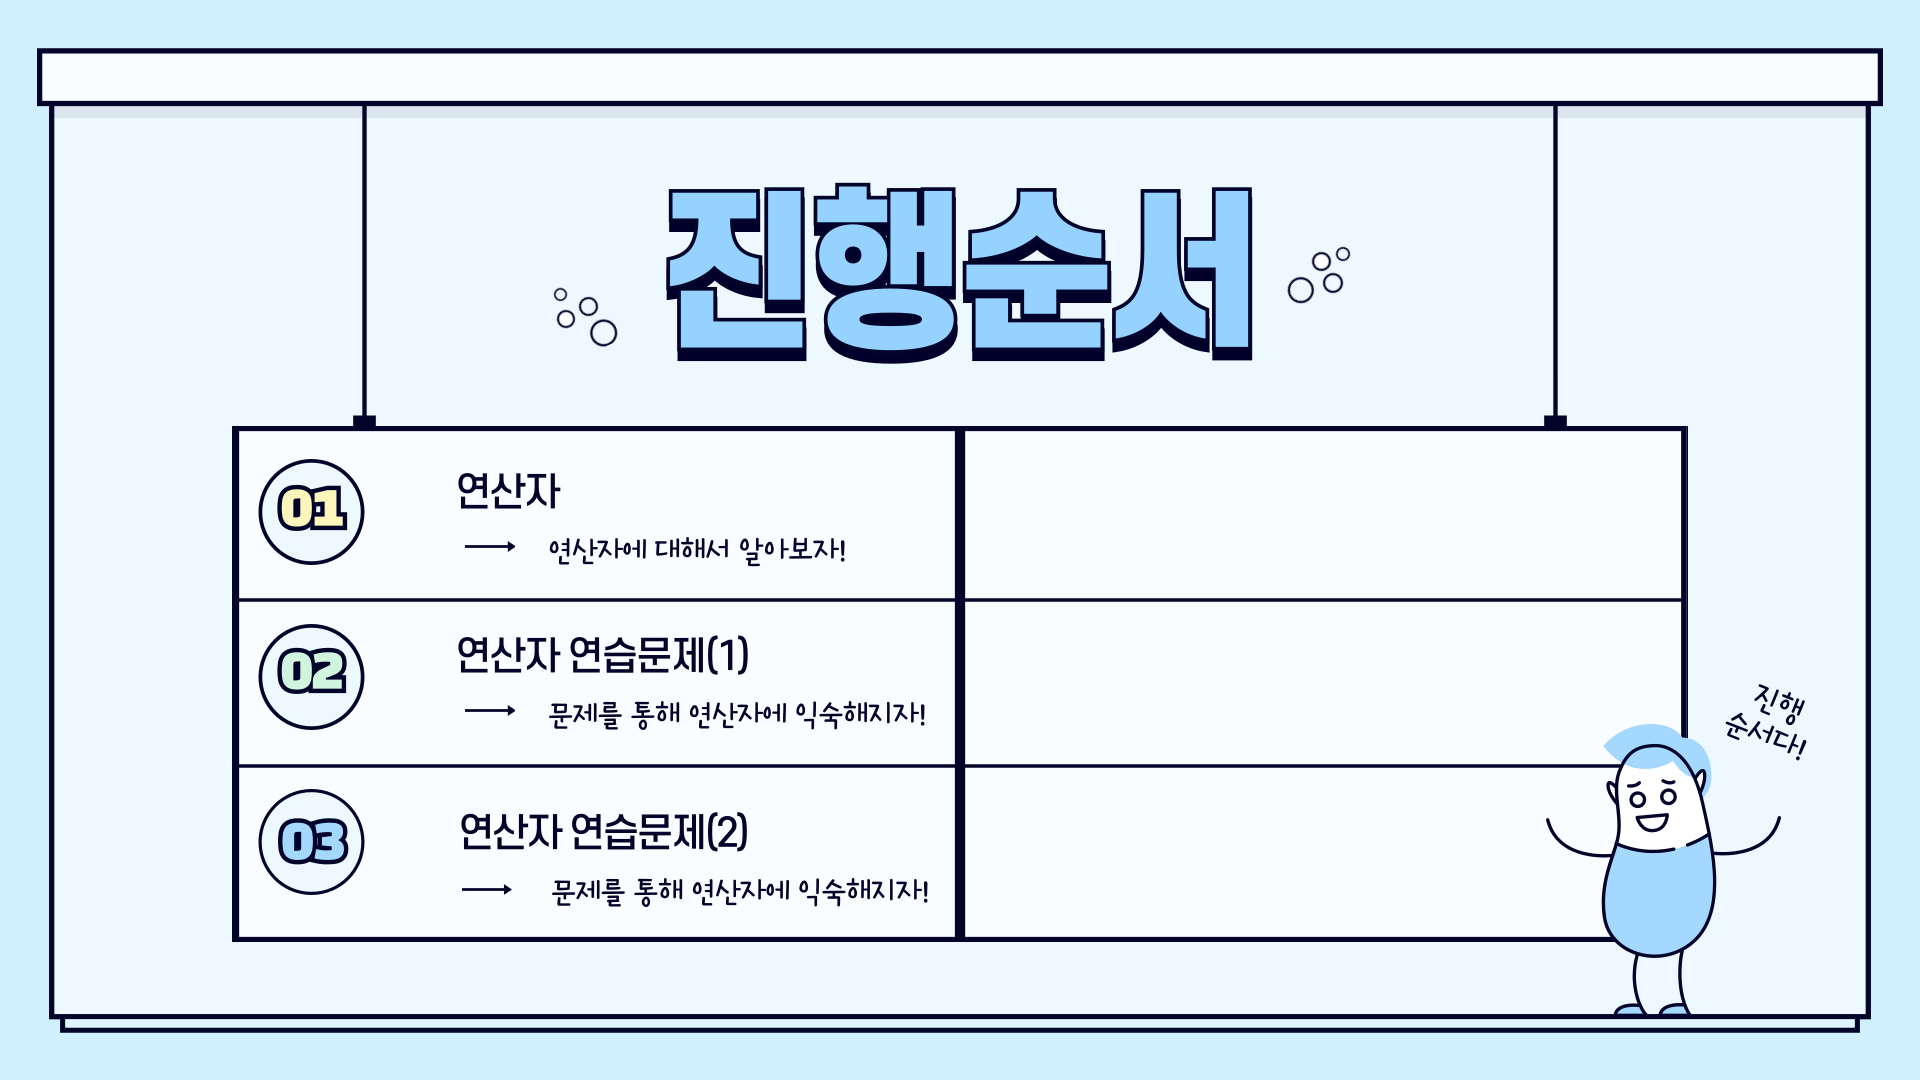 진행순서
01
연산자
연산자에 대해서 알아보자!
02
연산자 연습문제(1)
문제를 통해 연산자에 익숙해지자!
03
연산자 연습문제(2)
문제를 통해 연산자에 익숙해지자!
진행
순서다!